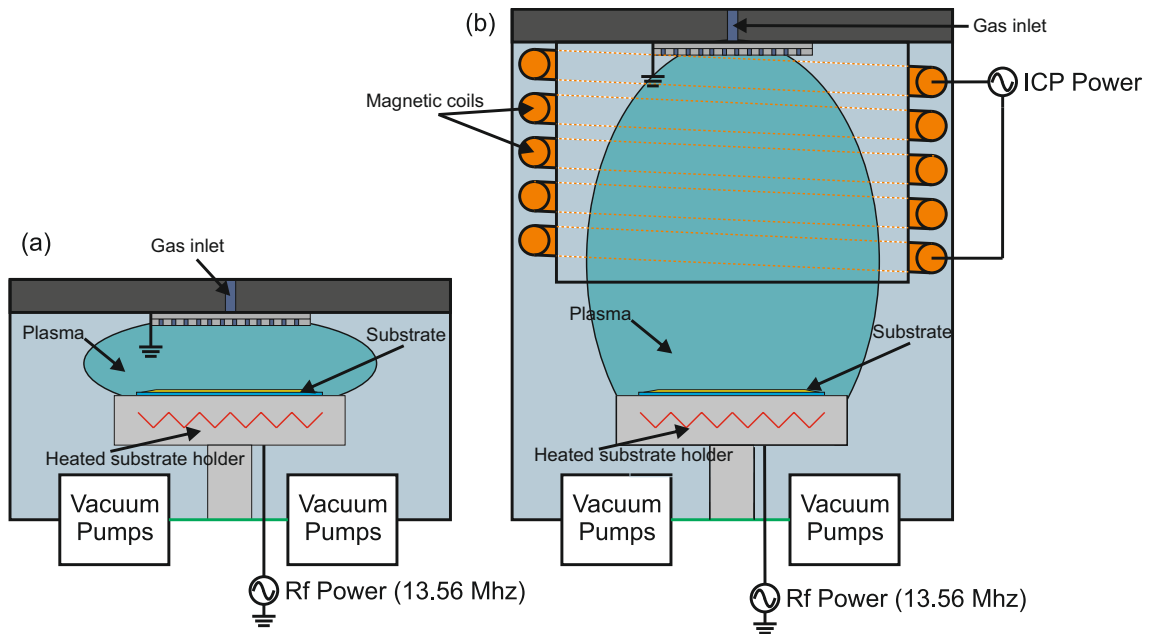 (a)
Gas inlet
Plasma
Substrate
Heated substrate holder
Vacuum
Pumps
Vacuum
Pumps
Rf Power (13.56 Mhz)
(b)
Gas inlet
Magnetic coils
ICP Power
Plasma
Substrate
Heated substrate holder
Vacuum
Pumps
Vacuum
Pumps
Rf Power (13.56 Mhz)